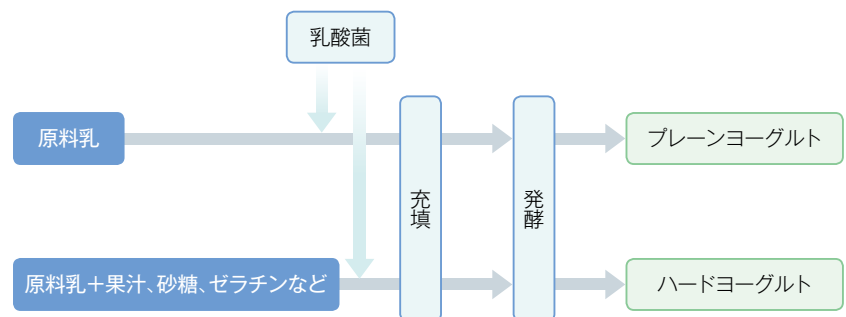 乳酸菌
原料乳
プレーンヨーグルト
充填
発酵
原料乳+果汁、砂糖、ゼラチンなど
ハードヨーグルト